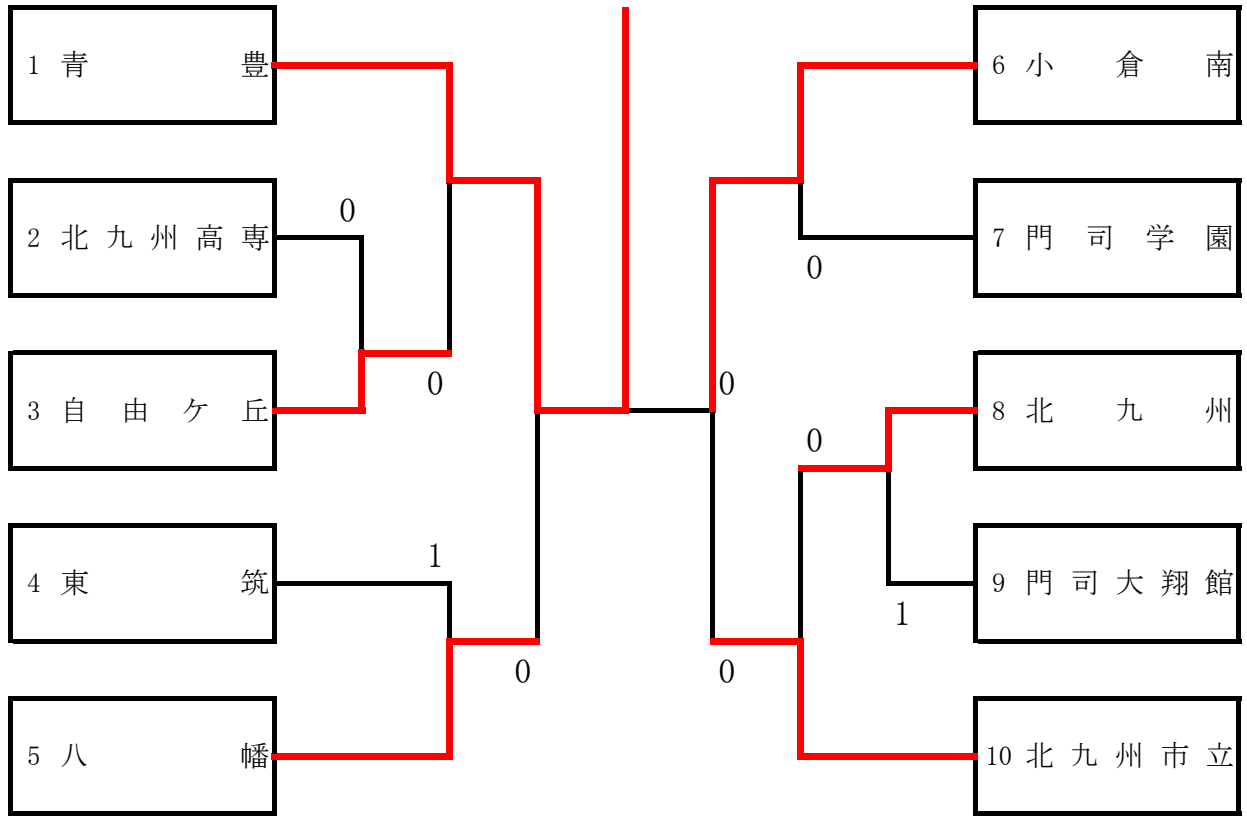 1 青豊
2 北九州高専
3 自由ケ丘
4 東筑
5 八幡
0
0
1
0
6 小倉南
7 門司学園
8 北九州
9 門司大翔館
10 北九州市立
0
0
0
1
0